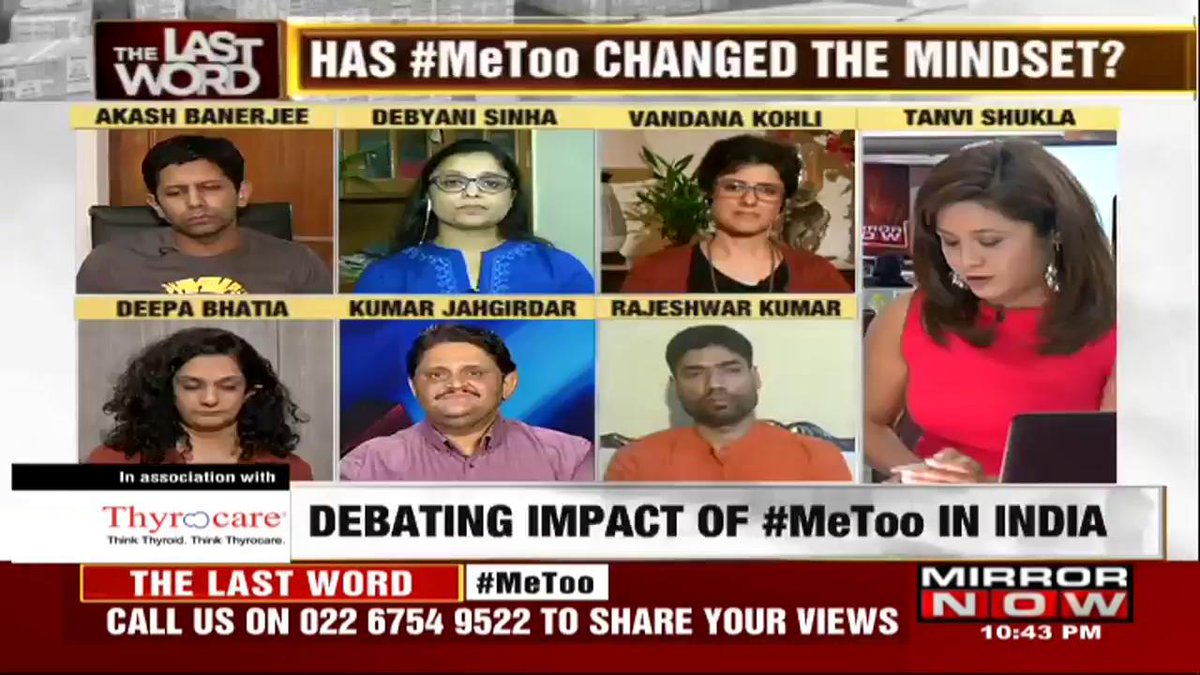 THE LAST WORD
HAS #MeToo CHANGED THE MINDSET?
AKASH BANERJEE
DEBYANI SINHA
VANDANA KOHLI
TANVI SHUKLA
DEEPA BHATIA
KUMAR JAHGIRDAR
RAJESHWAR KUMAR
In association with
Thyrocare
Think Thyroid. Think Thyrocare.
DEBATING IMPACT OF #MeToo IN INDIA
THE LAST WORD
#MeToo
CALL US ON 022 6754 9522 TO SHARE YOUR VIEWS
MIRROR
NOW
10:43 PM